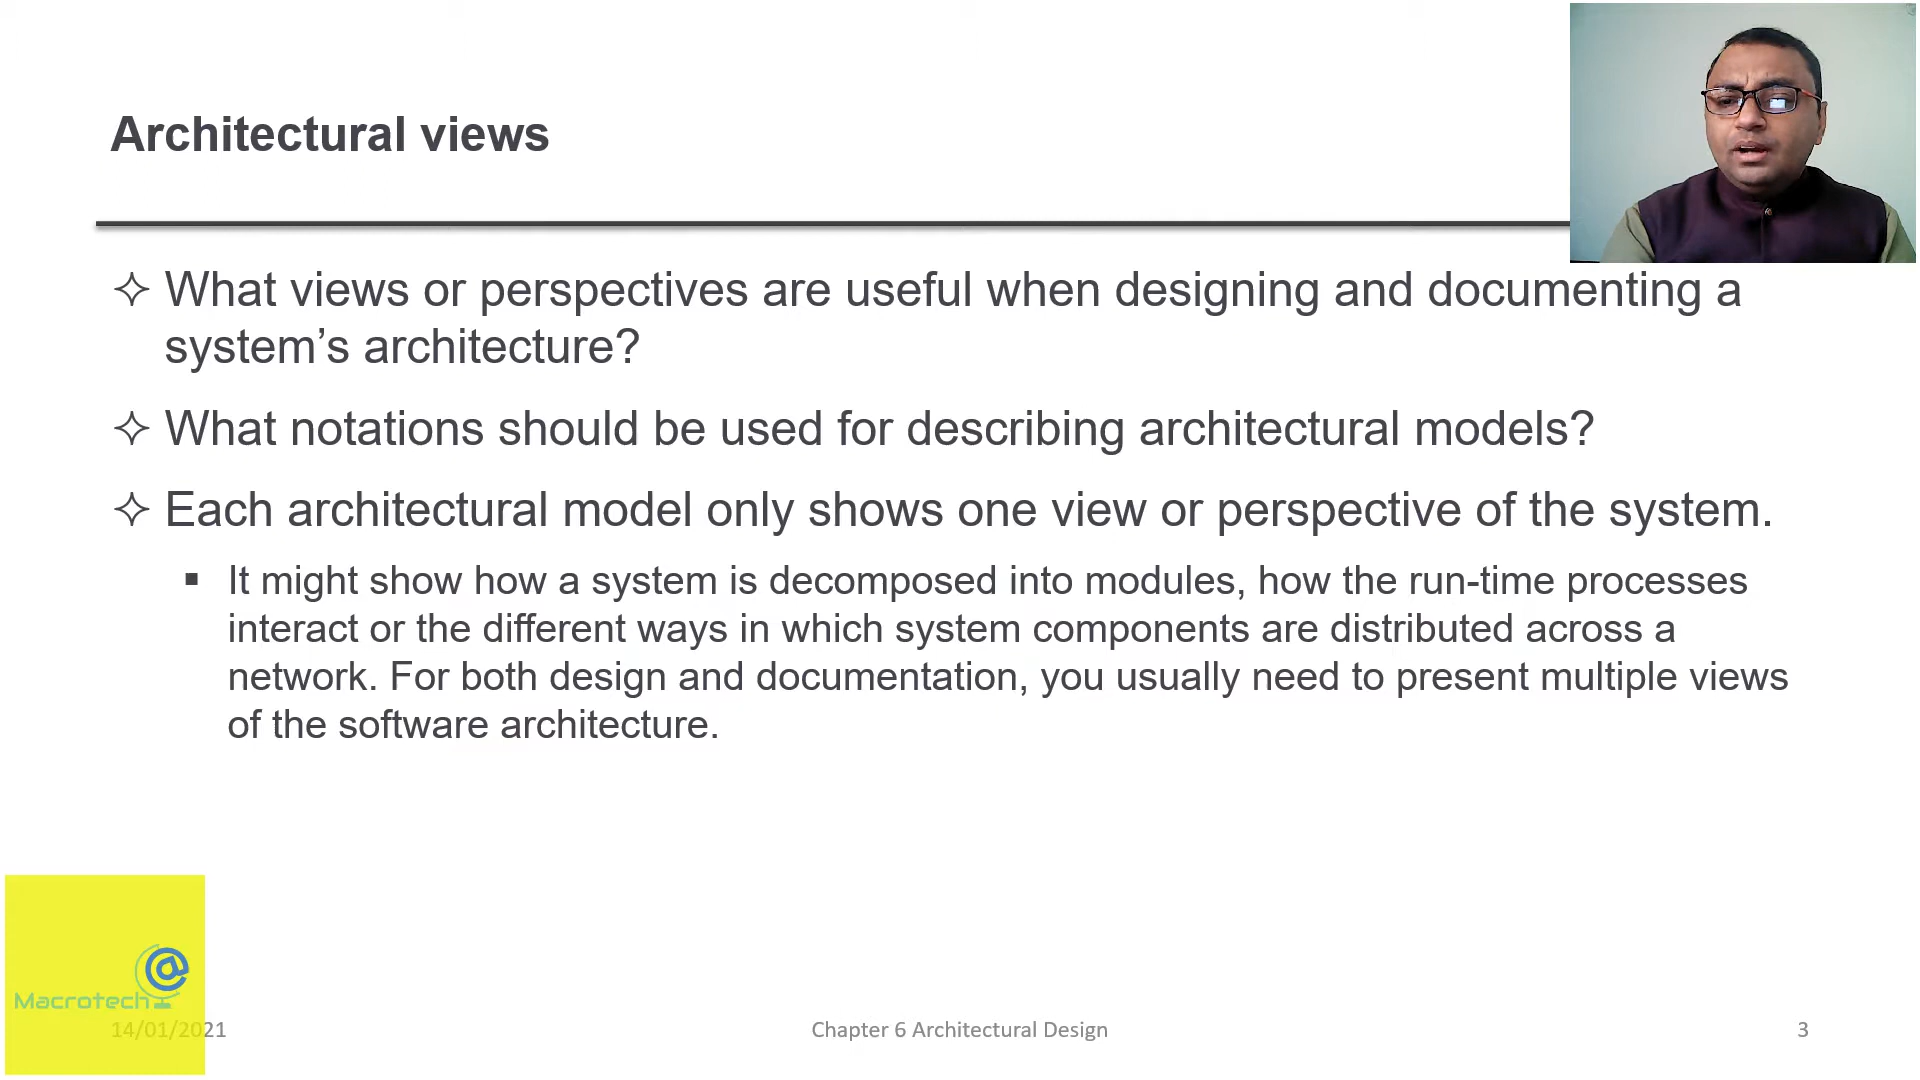 Architectural views
What views or perspectives are useful when designing and documenting a
system’s architecture?
What notations should be used for describing architectural models?
Each architectural model only shows one view or perspective of the system.
It might show how a system is decomposed into modules, how the run-time processes
interact or the different ways in which system components are distributed across a
network. For both design and documentation, you usually need to present multiple views
of the software architecture.
@
Macrotech
14/01/2021
Chapter 6 Architectural Design
3